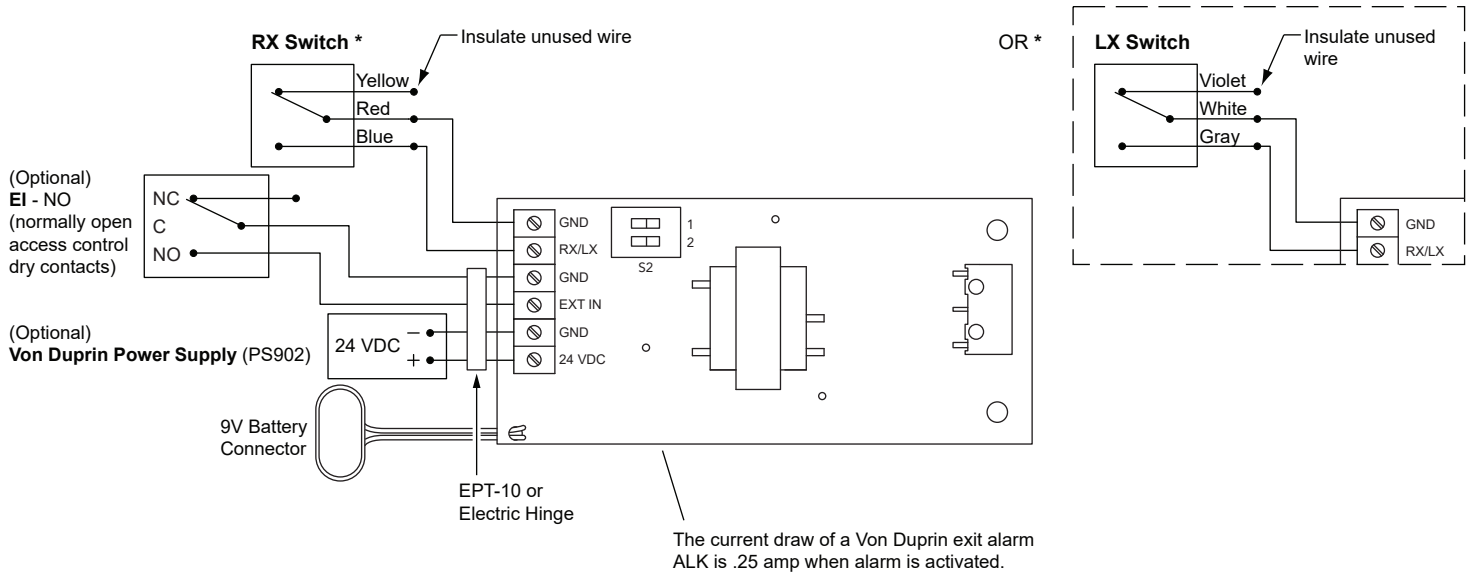 RX Switch *
Insulate unused wire
Yellow
Red
Blue
OR *
LX Switch
Insulate unused
wire
Violet
White
Gray
GND
RX/LX
(Optional)
EI - NO
(normally open
access control
dry contacts)
NC
C
NO
GND
RX/LX
GND
EXT IN
GND
24 VDC
1
2
S2
(Optional)
Von Duprin Power Supply (PS902)
24 VDC
−
+
9V Battery
Connector
EPT-10 or
Electric Hinge
The current draw of a Von Duprin exit alarm
ALK is .25 amp when alarm is activated.